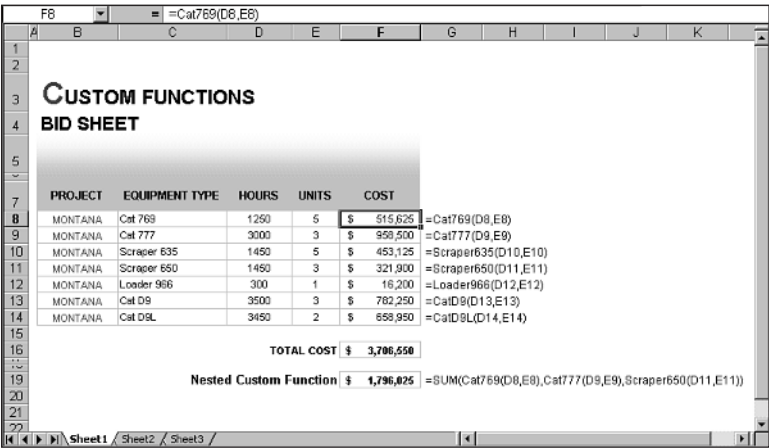 F8 = =Cat769(D8,E8)
A B C D E F G H I J K
1
2
3 CUSTOM FUNCTIONS
4 BID SHEET
5
7 PROJECT EQUIPMENT TYPE HOURS UNITS COST
8 MONTANA Cat 769 1250 5 $ 515,625 =Cat769(D8,E8)
9 MONTANA Cat 777 3000 3 $ 958,500 =Cat777(D9,E9)
10 MONTANA Scraper 635 1450 5 $ 453,125 =Scraper635(D10,E10)
11 MONTANA Scraper 650 1450 3 $ 321,900 =Scraper650(D11,E11)
12 MONTANA Loader 966 300 1 $ 16,200 =Loader966(D12,E12)
13 MONTANA Cat D9 3500 3 $ 782,250 =CatD9(D13,E13)
14 MONTANA Cat D9L 3450 2 $ 658,950 =CatD9L(D14,E14)
15
16 TOTAL COST $ 3,706,550
19 Nested Custom Function $ 1,796,025 =SUM(Cat769(D8,E8),Cat777(D9,E9),Scraper650(D11,E11))
20
21
22
Sheet1 Sheet2 Sheet3